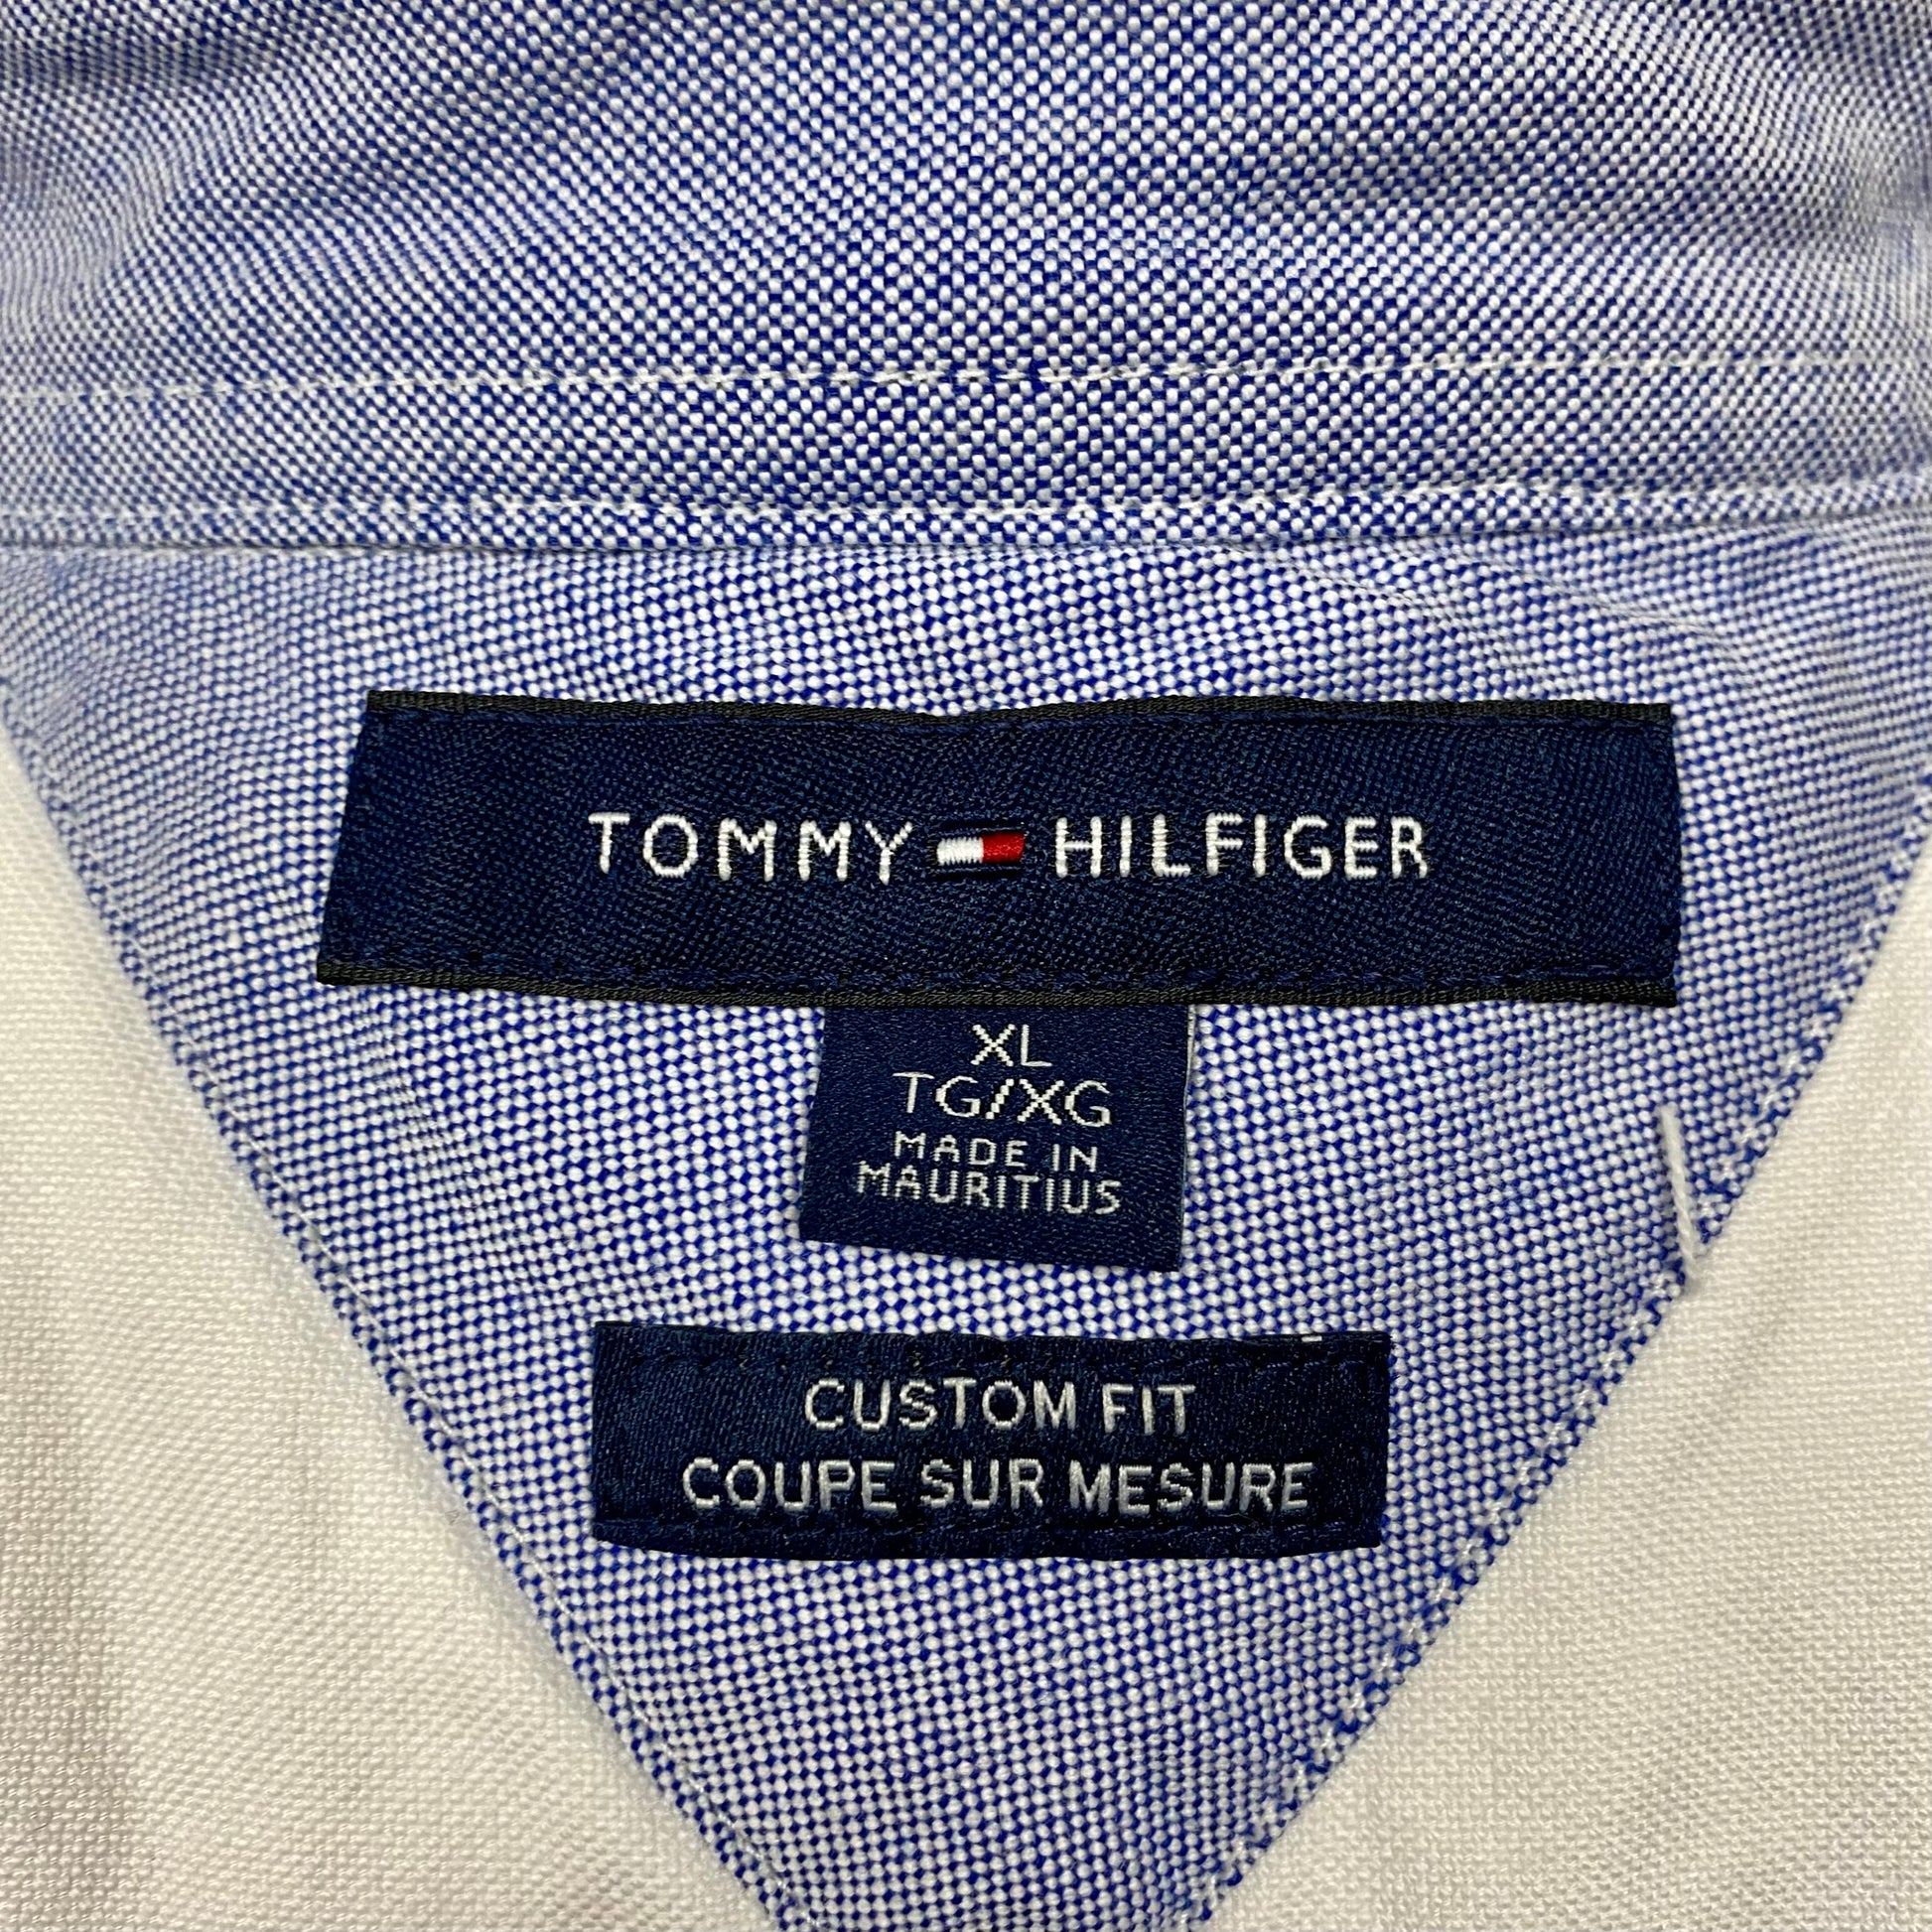 TOMMY HILFIGER
XL
TG/XG
MADE IN
MAURITIUS
CUSTOM FIT
COUPE SUR MESURE